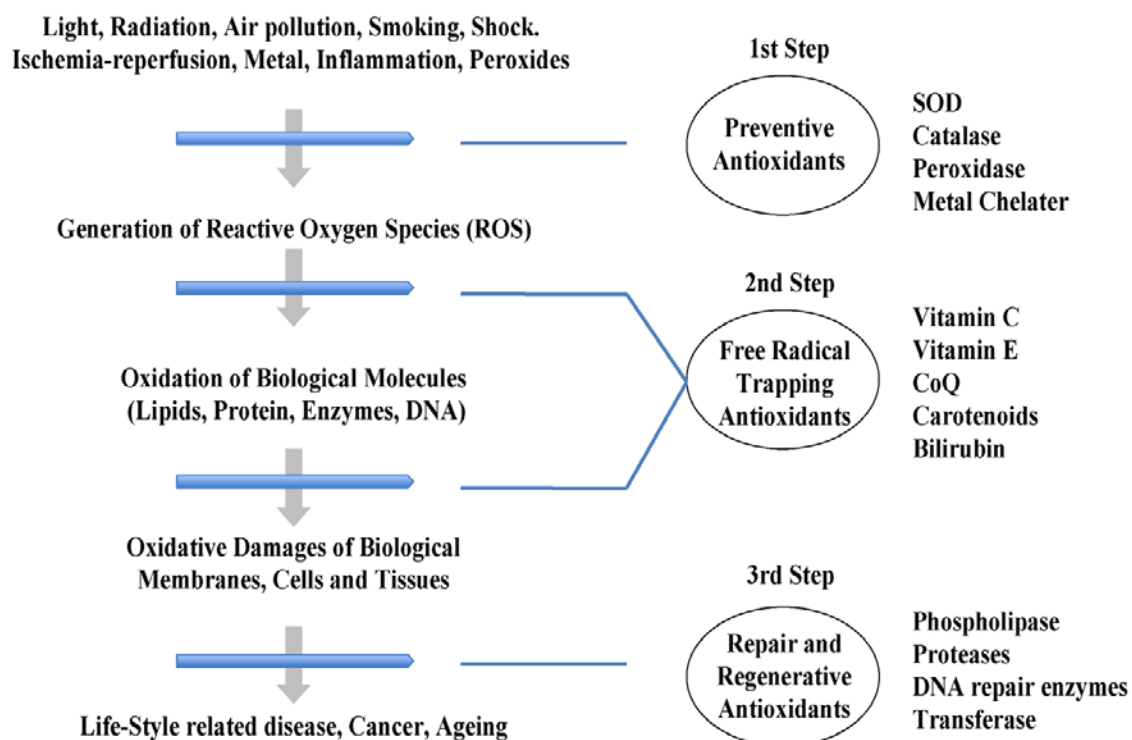 Light, Radiation, Air pollution, Smoking, Shock.
Ischemia-reperfusion, Metal, Inflammation, Peroxides
1st Step
Preventive
Antioxidants
SOD
Catalase
Peroxidase
Metal Chelater
Generation of Reactive Oxygen Species (ROS)
2nd Step
Free Radical
Trapping
Antioxidants
Vitamin C
Vitamin E
CoQ
Carotenoids
Bilirubin
Oxidation of Biological Molecules
(Lipids, Protein, Enzymes, DNA)
Oxidative Damages of Biological
Membranes, Cells and Tissues
3rd Step
Repair and
Regenerative
Antioxidants
Phospholipase
Proteases
DNA repair enzymes
Transferase
Life-Style related disease, Cancer, Ageing